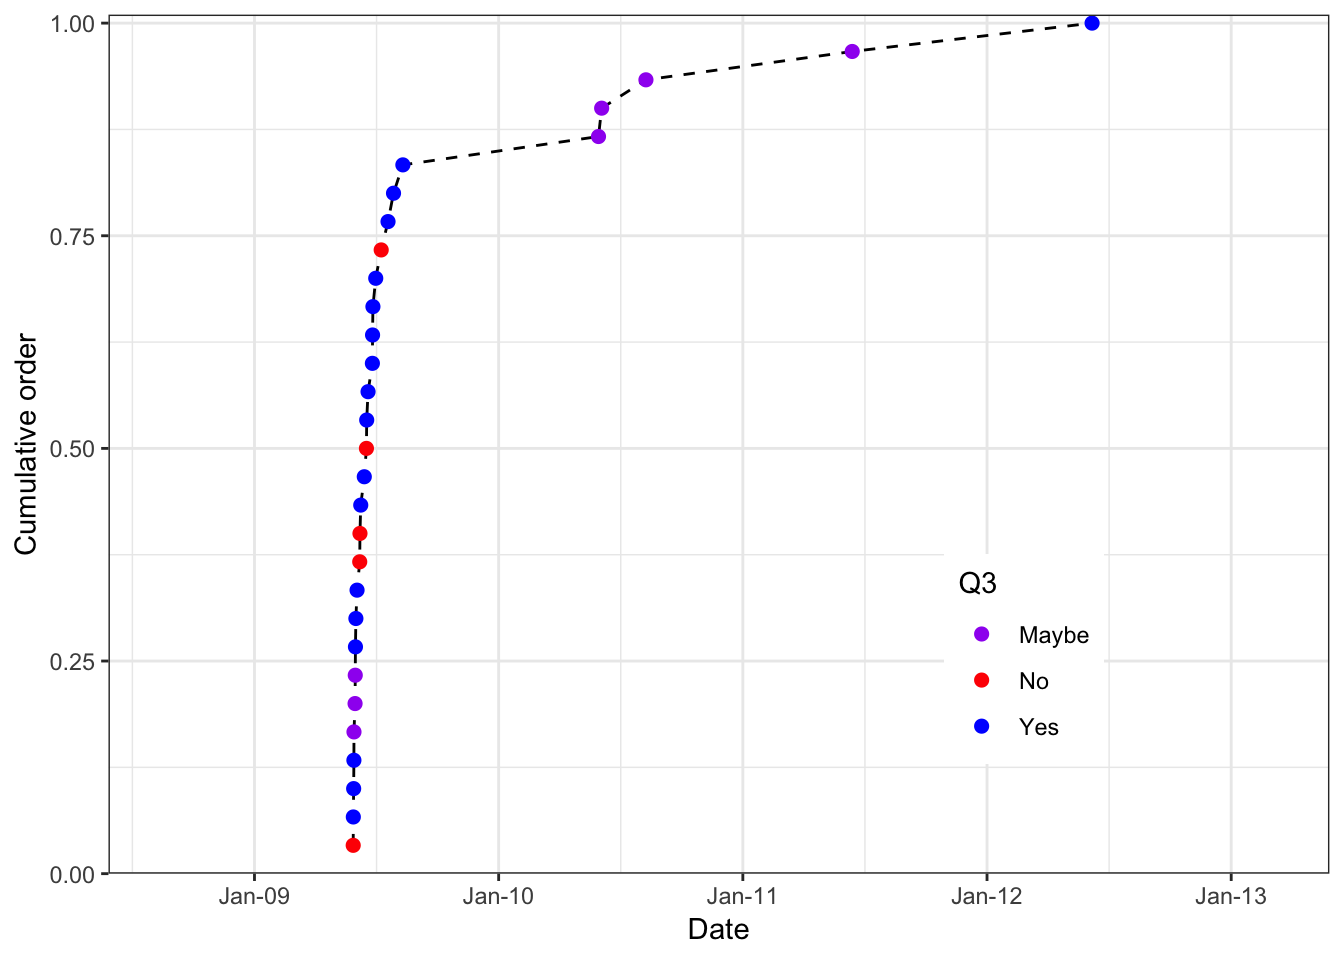 1.00
0.75
0.50
0.25
0.00
Cumulative order
Q3
Maybe
No
Yes
Jan-09 Jan-10 Jan-11 Jan-12 Jan-13
Date